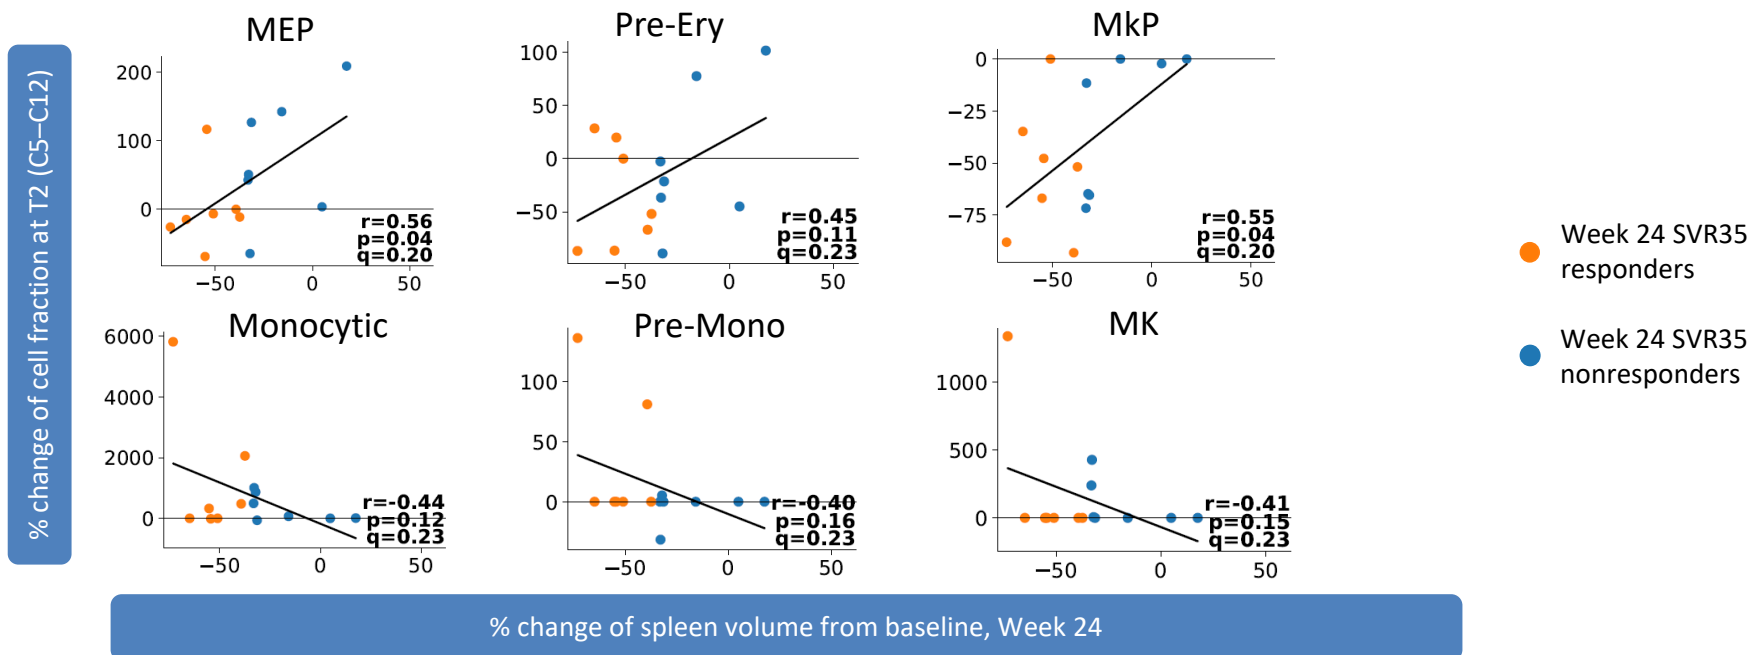 % change of cell fraction at T2 (C5–C12)
MEP
200
100
0
−50
0
50
r=0.56
p=0.04
q=0.20
Pre-Ery
100
50
0
−50
−50
0
50
r=0.45
p=0.11
q=0.23
MkP
0
−25
−50
−75
−50
0
50
r=0.55
p=0.04
q=0.20
Week 24 SVR35
responders
Week 24 SVR35
nonresponders
Monocytic
6000
4000
2000
0
−50
0
50
r=-0.44
p=0.12
q=0.23
Pre-Mono
100
50
0
−50
0
50
r=-0.40
p=0.16
q=0.23
MK
1000
500
0
−50
0
50
r=-0.41
p=0.15
q=0.23
% change of spleen volume from baseline, Week 24